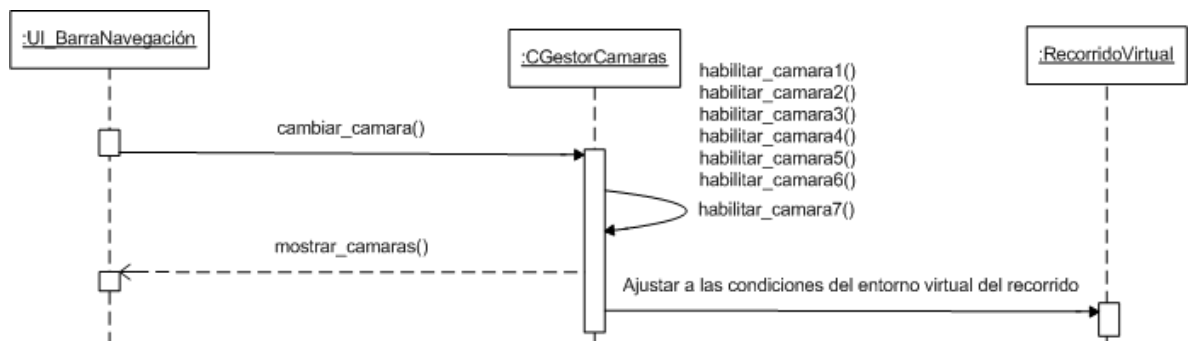 :UI_BarraNavegación
:CGestorCamaras
:RecorridoVirtual
habilitar_camara1()
habilitar_camara2()
habilitar_camara3()
habilitar_camara4()
habilitar_camara5()
habilitar_camara6()
habilitar_camara7()
cambiar_camara()
mostrar_camaras()
Ajustar a las condiciones del entorno virtual del recorrido